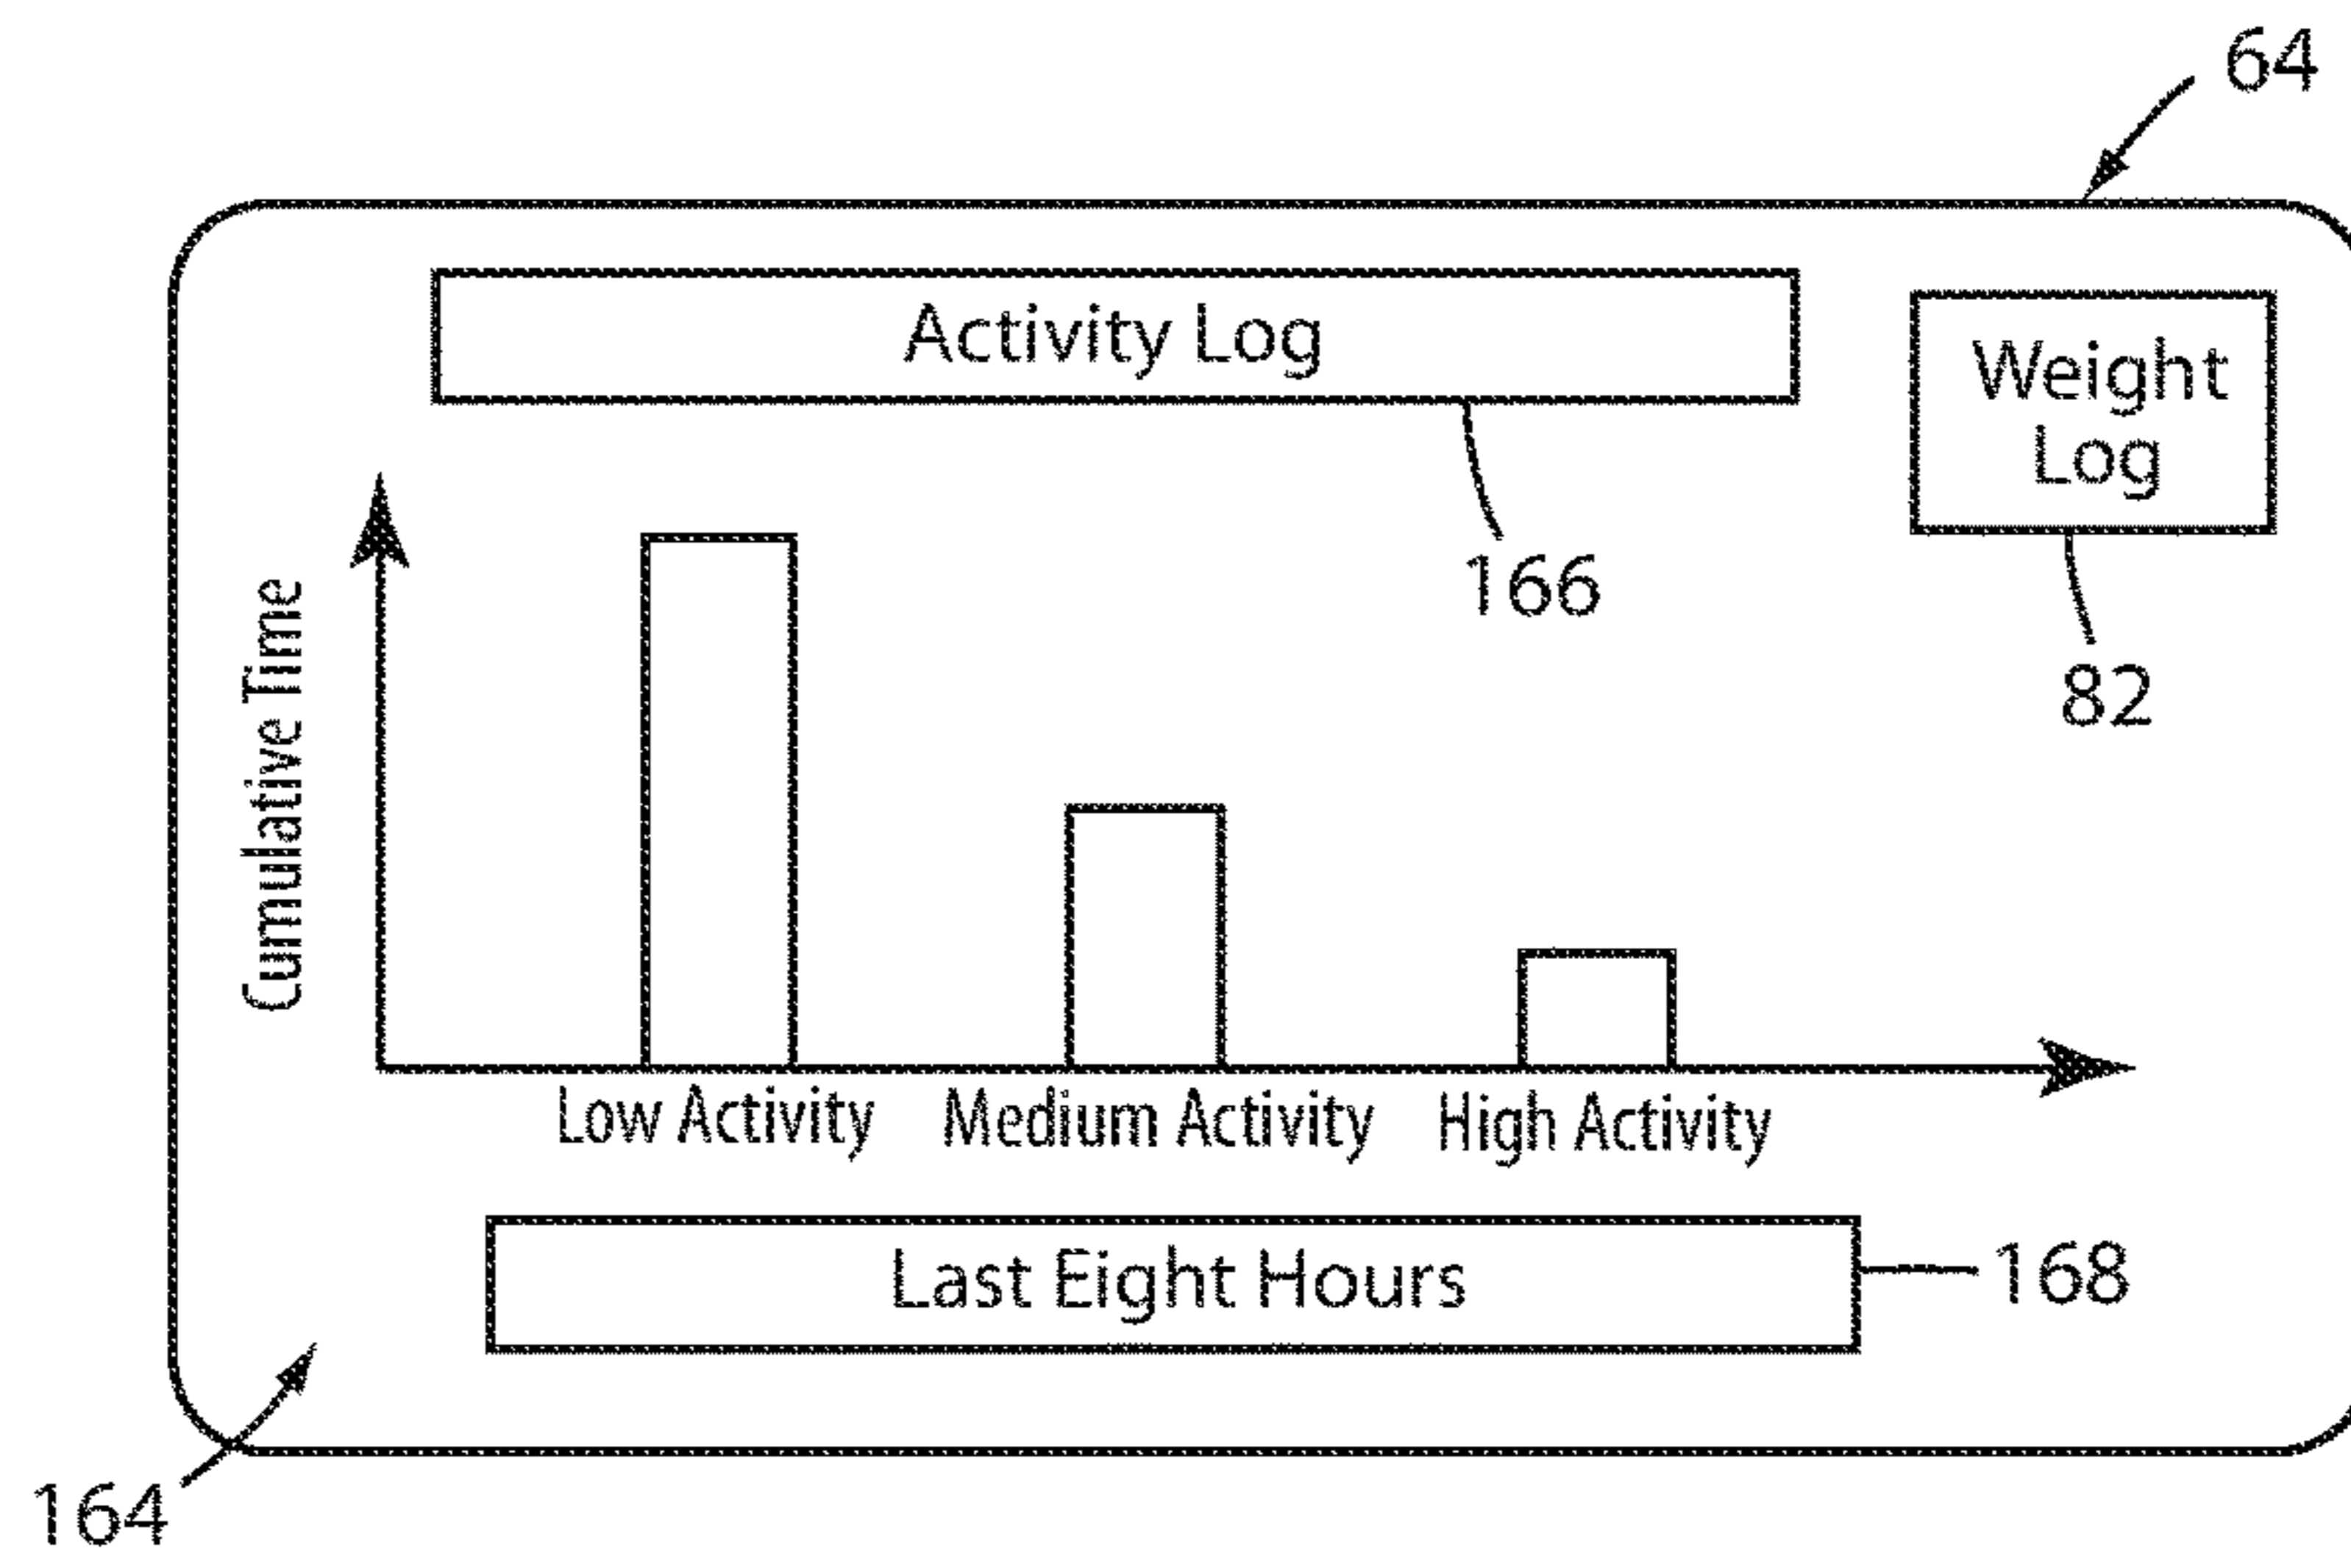 64
Activity Log
Weight
Log
166
82
Cumulative Time
Low Activity
Medium Activity
High Activity
Last Eight Hours
168
164